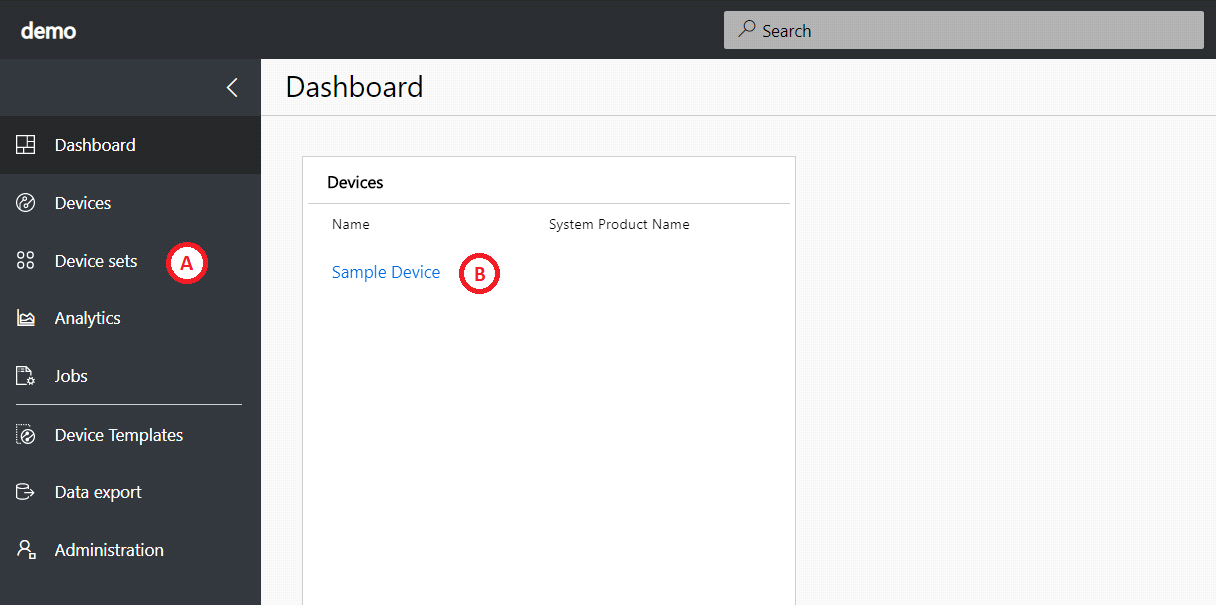 demo
Search
Dashboard
Dashboard
Devices
Device sets
A
Analytics
Jobs
Device Templates
Data export
Administration
Devices
Name System Product Name
Sample Device
B